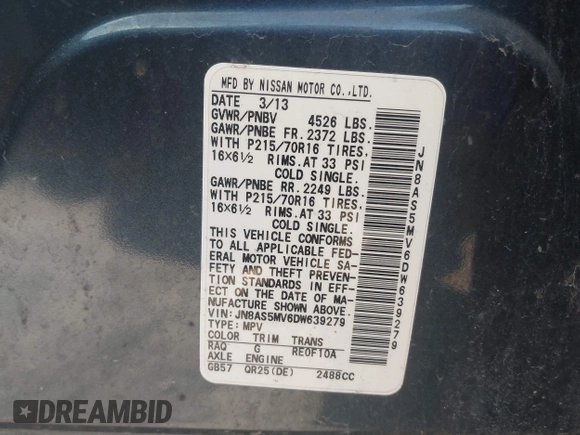 MFD BY NISSAN MOTOR CO.,LTD.
DATE 3/13
GVWR/PNBV 4526 LBS.
GAWR/PNBE FR. 2372 LBS.
WITH P215/70R16 TIRES.
16X6½ RIMS.AT 33 PSI
COLD SINGLE.
GAWR/PNBE RR. 2249 LBS.
WITH P215/70R16 TIRES.
16X6½ RIMS.AT 33 PSI
COLD SINGLE.
THIS VEHICLE CONFORMS
TO ALL APPLICABLE FED-
ERAL MOTOR VEHICLE SA-
FETY AND THEFT PREVEN-
TION STANDARDS IN EFF-
ECT ON THE DATE OF MA-
NUFACTURE SHOWN ABOVE.
VIN: JN8AS5MV6DW639279
TYPE: MPV
COLOR TRIM TRANS
RAQ G RE0F10A
AXLE ENGINE
GB57 QR25(DE) 2488CC
JN8AS5MV6DW639279
DREAMBID